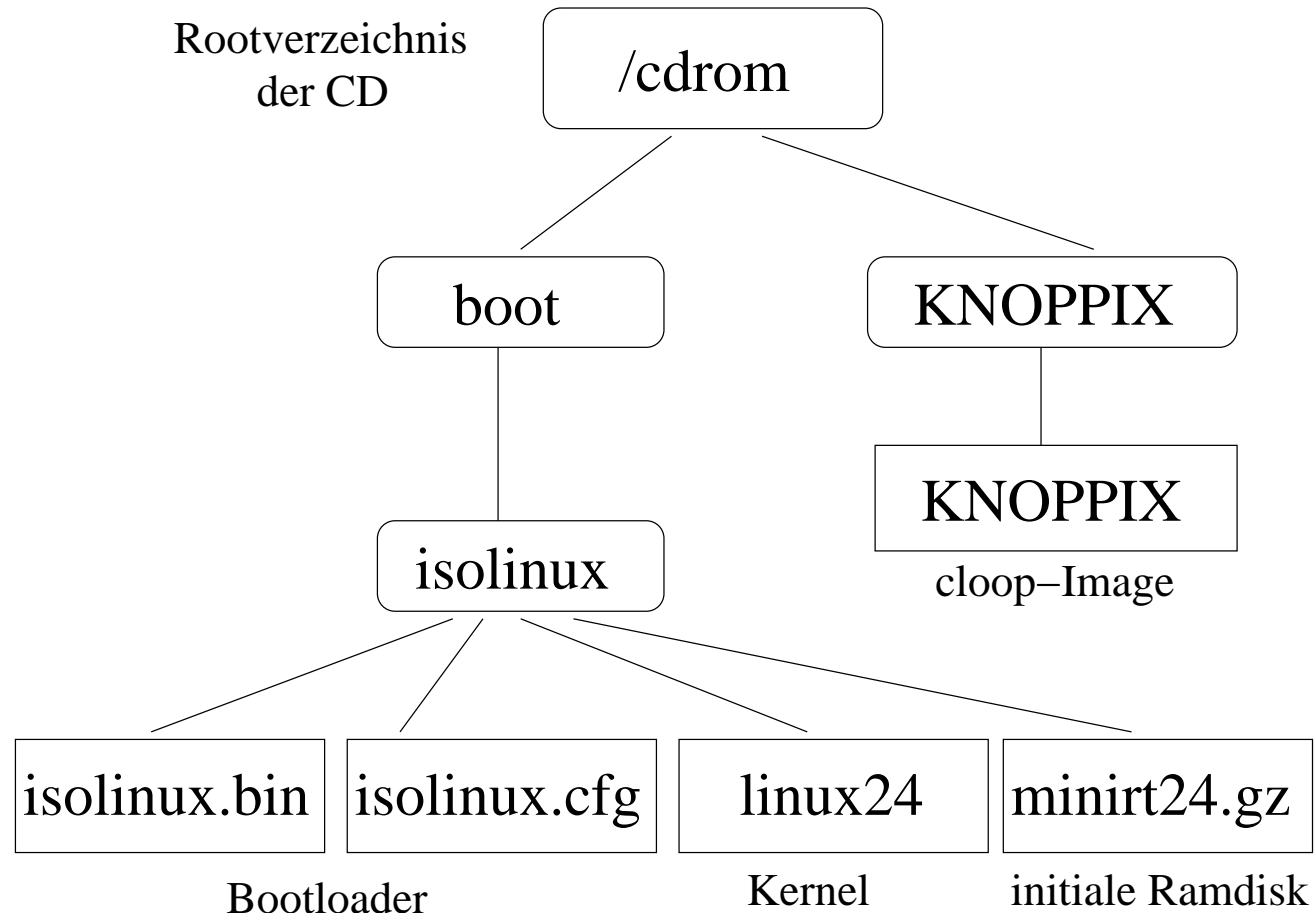 Rootverzeichnis
der CD
/cdrom
boot
KNOPPIX
KNOPPIX
cloop−Image
isolinux
isolinux.bin
isolinux.cfg
linux24
minirt24.gz
Bootloader
Kernel
initiale Ramdisk